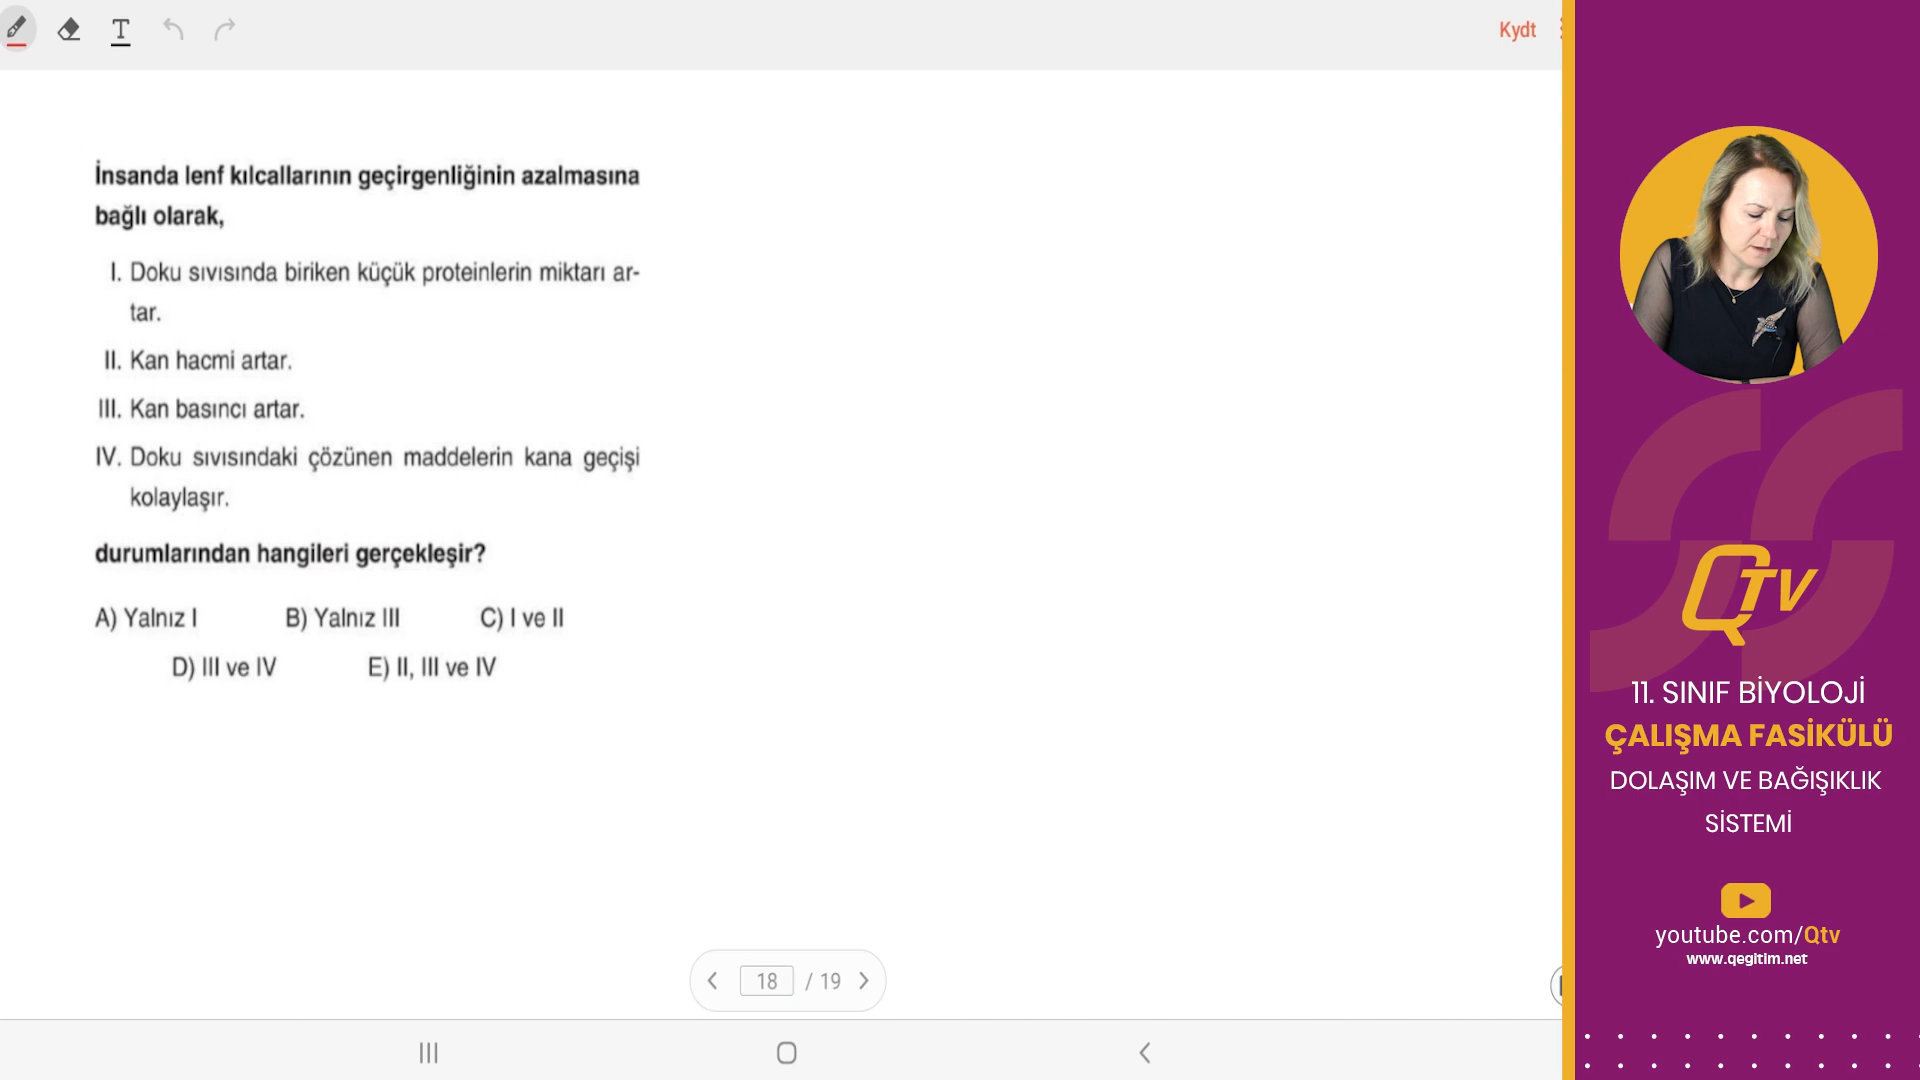 T
Kydt
İnsanda lenf kılcallarının geçirgenliğinin azalmasına
bağlı olarak,
I. Doku sıvısında biriken küçük proteinlerin miktarı ar-
tar.
II. Kan hacmi artar.
III. Kan basıncı artar.
IV. Doku sıvısındaki çözünen maddelerin kana geçişi
kolaylaşır.
durumlarından hangileri gerçekleşir?
A) Yalnız I B) Yalnız III C) I ve II
D) III ve IV E) II, III ve IV
18 / 19
QTV
11. SINIF BİYOLOJİ
ÇALIŞMA FASİKÜLÜ
DOLAŞIM VE BAĞIŞIKLIK
SİSTEMİ
youtube.com/Qtv
www.qegitim.net